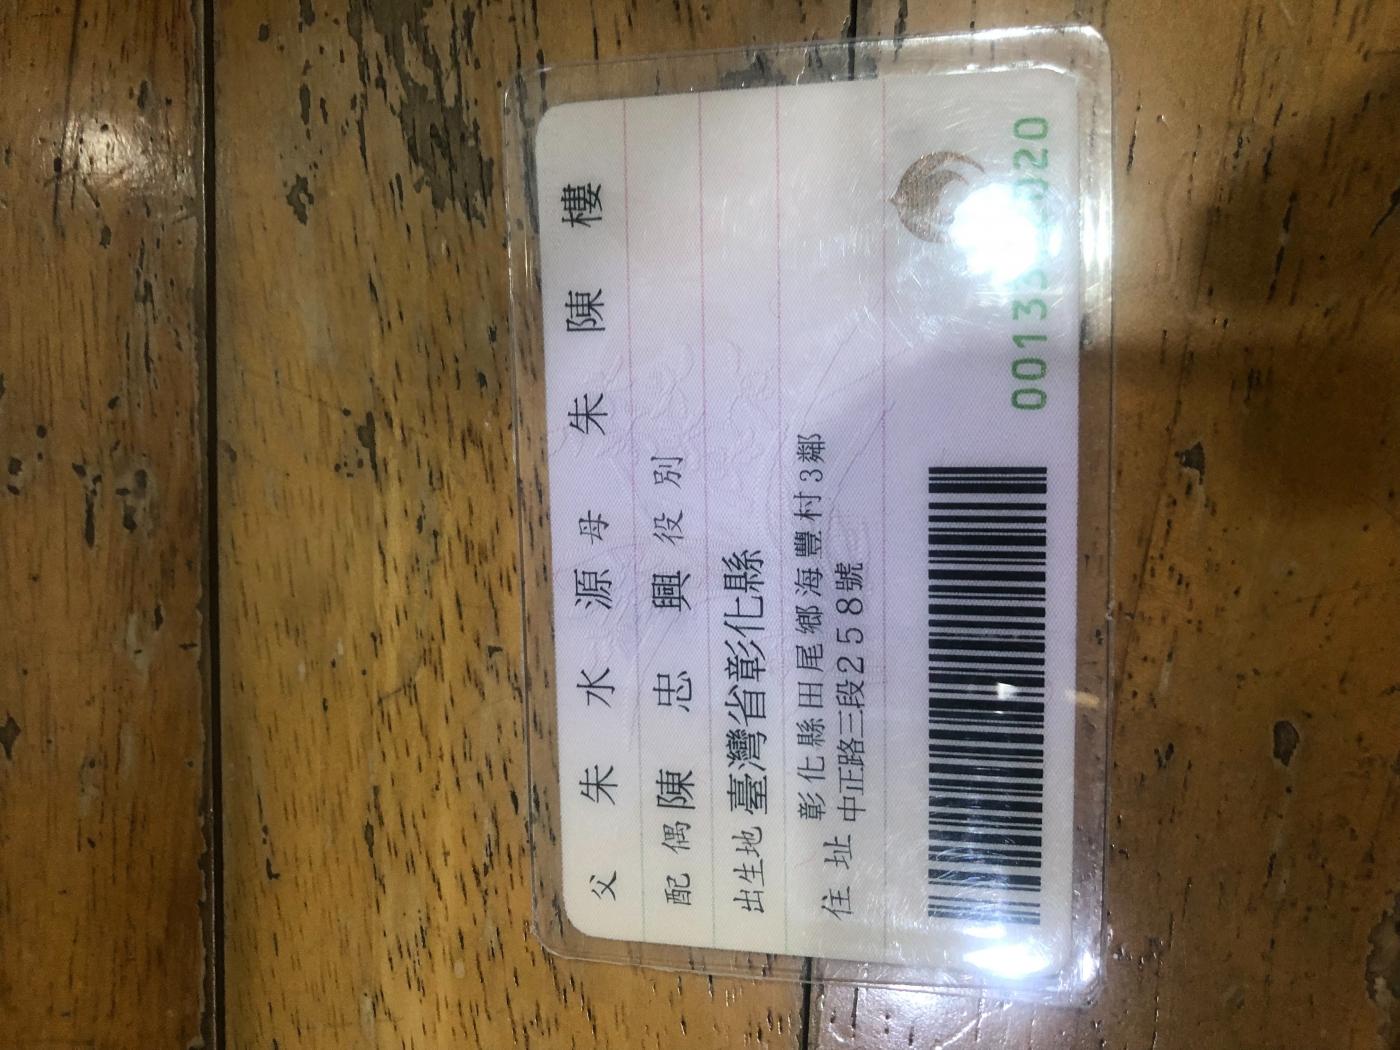 父 朱水源 母 朱陳樓
配偶 陳忠興 役別
出生地 臺灣省彰化縣
住址 彰化縣田尾鄉海豐村3鄰
中正路三段258號